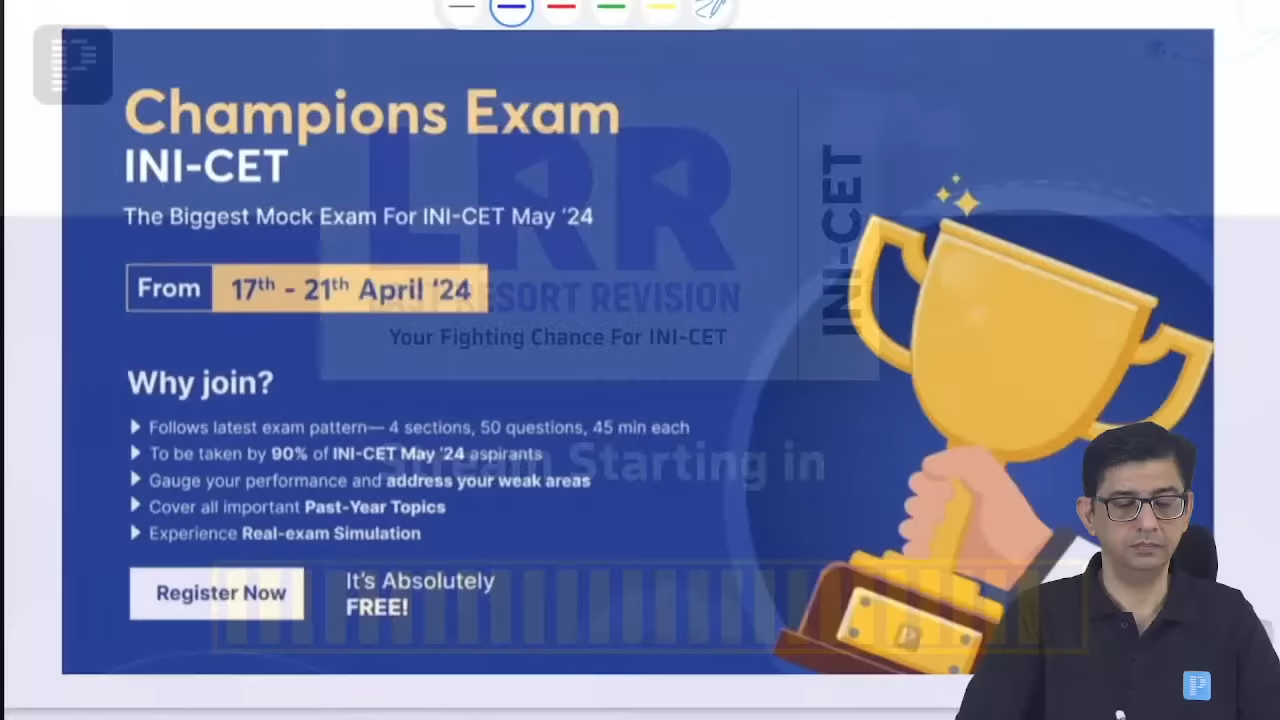 Champions Exam
INI-CET
The Biggest Mock Exam For INI-CET May ‘24
From 17th - 21th April ‘24
LRR
RESORT REVISION
Your Fighting Chance For INI-CET
INI-CET
Why join?
Follows latest exam pattern— 4 sections, 50 questions, 45 min each
To be taken by 90% of INI-CET May ‘24 aspirants
Stream Starting in
Gauge your performance and address your weak areas
Cover all important Past-Year Topics
Experience Real-exam Simulation
Register Now
It’s Absolutely
FREE!